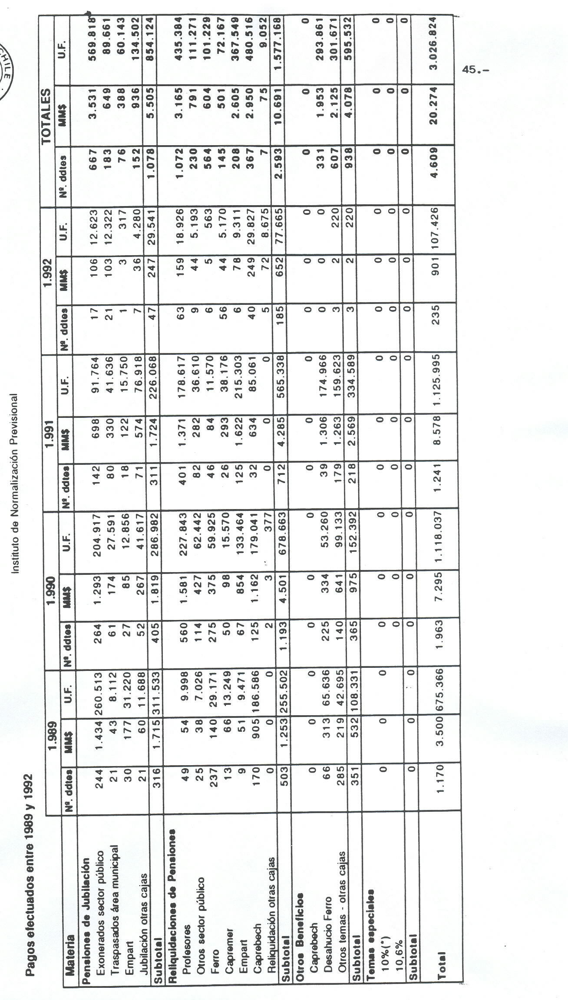 CHILE
Instituto de Normalización Previsional
Pagos efectuados entre 1989 y 1992
1.989 1.990 1.991 1.992 TOTALES
Materia Nº. ddtes MM$ U.F. Nº. ddtes MM$ U.F. Nº. ddtes MM$ U.F. Nº. ddtes MM$ U.F. Nº. ddtes MM$ U.F.
Pensiones de Jubilación
Exonerados sector público 244 1.434 260.513 264 1.293 204.917 142 698 91.764 17 106 12.623 667 3.531 569.818
Traspasados área municipal 21 43 8.112 61 174 27.591 80 330 41.636 21 103 12.322 183 649 89.661
Empart 30 177 31.220 27 85 12.856 18 122 15.750 1 3 317 76 388 60.143
Jubilación otras cajas 21 60 11.688 52 267 41.617 71 574 76.918 7 36 4.280 152 936 134.502
Subtotal 316 1.715 311.533 405 1.819 286.982 311 1.724 226.068 47 247 29.541 1.078 5.505 854.124
Reliquidaciones de Pensiones
Profesores 49 54 9.998 560 1.581 227.843 401 1.371 178.617 63 159 18.926 1.072 3.165 435.384
Otros sector público 25 38 7.026 114 427 62.442 82 282 36.610 9 44 5.193 230 791 111.271
Ferro 237 140 29.171 275 375 59.925 46 84 11.570 6 5 563 564 604 101.229
Capremer 13 66 13.249 50 98 15.570 26 293 38.176 56 44 5.170 145 501 72.167
Empart 9 51 9.471 67 854 133.464 125 1.622 215.303 6 78 9.311 208 2.605 367.549
Caprebech 170 905 186.586 125 1.162 179.041 32 634 85.061 40 249 29.827 367 2.950 480.516
Reliquidación otras cajas 0 0 0 2 3 377 0 0 0 5 72 8.675 7 75 9.052
Subtotal 503 1.253 255.502 1.193 4.501 678.663 712 4.285 565.338 185 652 77.665 2.593 10.691 1.577.168
Otros Beneficios
Caprebech 0 0 0 0 0 0 0 0 0 0 0 0 0 0 0
Desahucio Ferro 66 313 65.636 225 334 53.260 39 1.306 174.966 0 0 0 331 1.953 293.861
Otros temas - otras cajas 285 219 42.695 140 641 99.133 179 1.263 159.623 3 2 220 607 2.125 301.671
Subtotal 351 532 108.331 365 975 152.392 218 2.569 334.589 3 2 220 938 4.078 595.532
Temas especiales
10%(*) 0 0 0 0 0 0 0 0 0 0 0 0 0 0 0
10,6% 0 0 0 0 0 0 0 0 0 0 0 0
Subtotal 0 0 0 0 0 0 0 0 0 0 0 0 0 0 0
Total 1.170 3.500 675.366 1.963 7.295 1.118.037 1.241 8.578 1.125.995 235 901 107.426 4.609 20.274 3.026.824
45.-